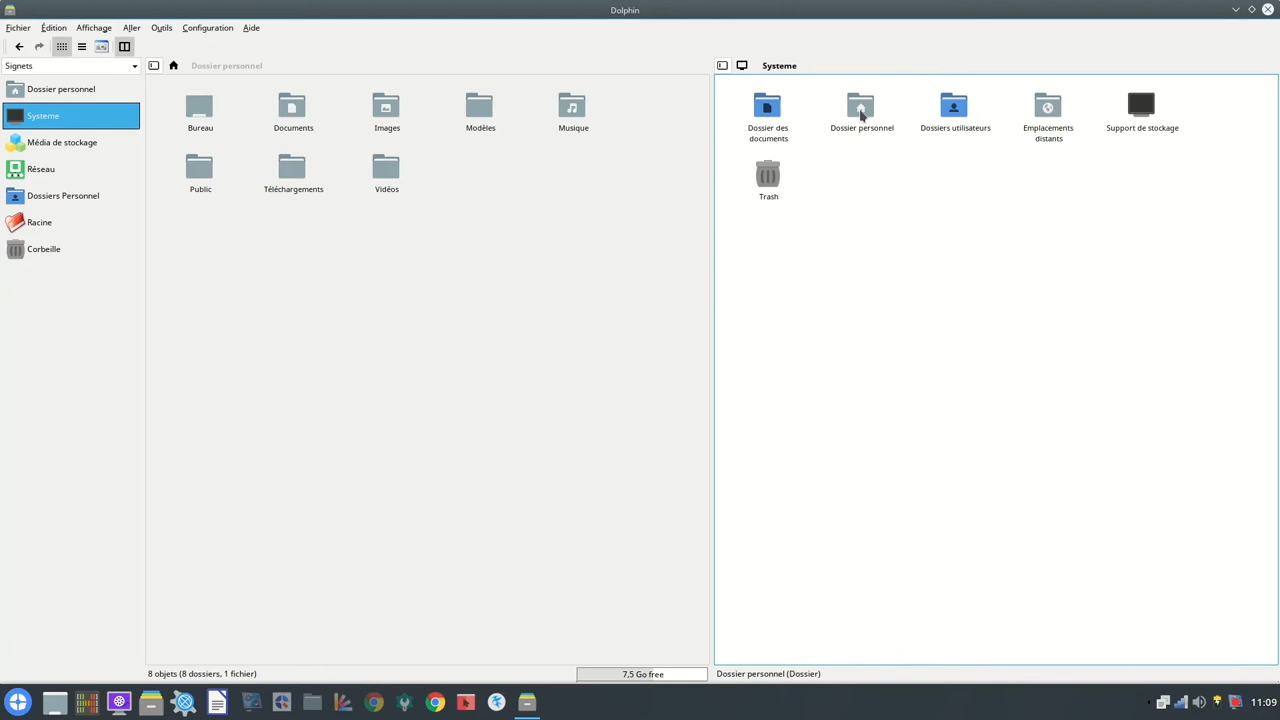 Dolphin
Fichier Édition Affichage Aller Outils Configuration Aide
Signets
Dossier personnel
Systeme
Média de stockage
Réseau
Dossiers Personnel
Racine
Corbeille
Dossier personnel
Bureau Documents Images Modèles Musique
Public Téléchargements Vidéos
8 objets (8 dossiers, 1 fichier)
7,5 Go free
Systeme
Dossier des documents
Dossier personnel
Dossiers utilisateurs
Emplacements distants
Support de stockage
Trash
Dossier personnel (Dossier)
11:09